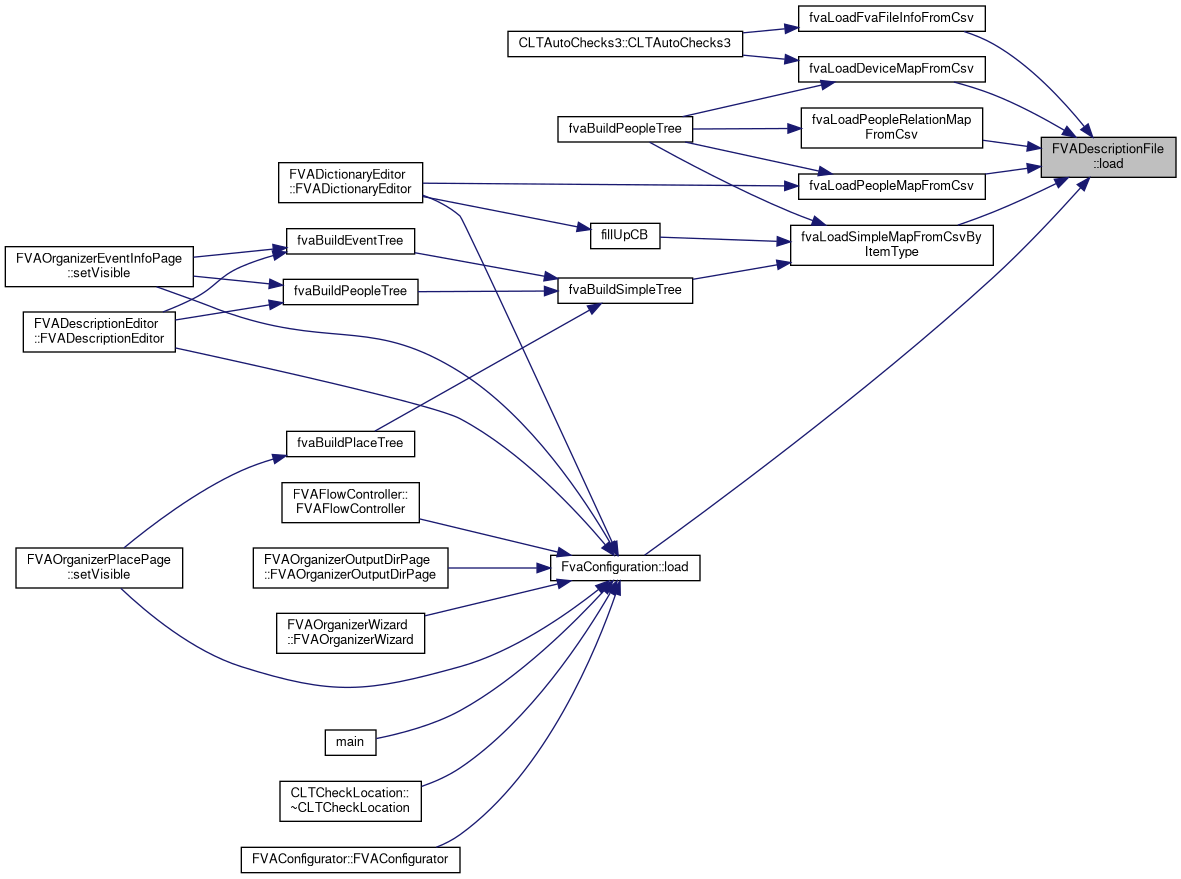 fvaLoadFvaFileInfoFromCsv
CLTAutoChecks3::CLTAutoChecks3
fvaLoadDeviceMapFromCsv
fvaLoadPeopleRelationMap
FromCsv
fvaBuildPeopleTree
FVADescriptionFile
::load
FVADictionaryEditor
::FVADictionaryEditor
fvaLoadPeopleMapFromCsv
fillUpCB
fvaLoadSimpleMapFromCsvBy
ItemType
fvaBuildEventTree
FVAOrganizerEventInfoPage
::setVisible
fvaBuildPeopleTree
fvaBuildSimpleTree
FVADescriptionEditor
::FVADescriptionEditor
fvaBuildPlaceTree
FVAFlowController::
FVAFlowController
FVAOrganizerPlacePage
::setVisible
FVAOrganizerOutputDirPage
::FVAOrganizerOutputDirPage
FvaConfiguration::load
FVAOrganizerWizard
::FVAOrganizerWizard
main
CLTCheckLocation::
~CLTCheckLocation
FVAConfigurator::FVAConfigurator